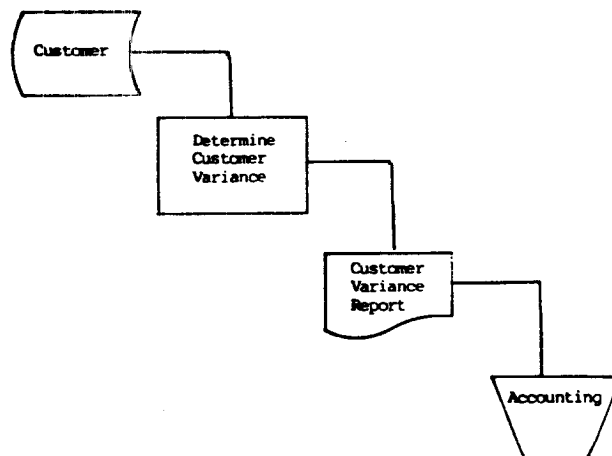 Customer
Determine
Customer
Variance
Customer
Variance
Report
Accounting